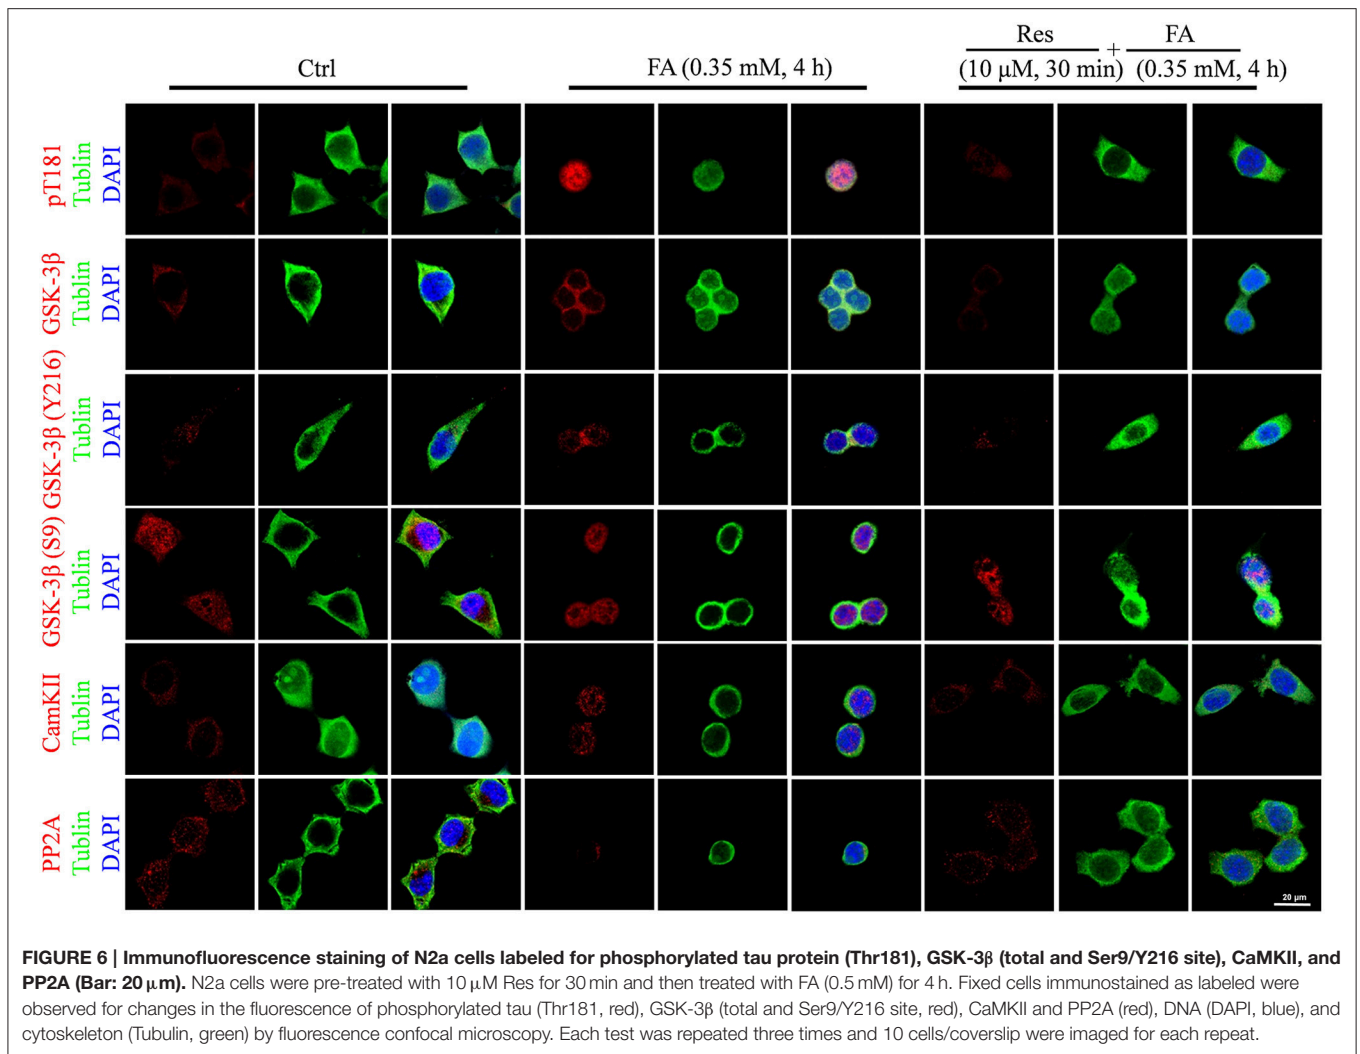 Ctrl
FA (0.35 mM, 4 h)
Res
(10 μM, 30 min)
+
FA
(0.35 mM, 4 h)
pT181
Tublin
DAPI
GSK-3β
Tublin
DAPI
GSK-3β (Y216)
Tublin
DAPI
GSK-3β (S9)
Tublin
DAPI
CamKII
Tublin
DAPI
PP2A
Tublin
DAPI
20 μm
FIGURE 6 | Immunofluorescence staining of N2a cells labeled for phosphorylated tau protein (Thr181), GSK-3β (total and Ser9/Y216 site), CaMKII, and
PP2A (Bar: 20 μm). N2a cells were pre-treated with 10 μM Res for 30 min and then treated with FA (0.5 mM) for 4 h. Fixed cells immunostained as labeled were
observed for changes in the fluorescence of phosphorylated tau (Thr181, red), GSK-3β (total and Ser9/Y216 site, red), CaMKII and PP2A (red), DNA (DAPI, blue), and
cytoskeleton (Tubulin, green) by fluorescence confocal microscopy. Each test was repeated three times and 10 cells/coverslip were imaged for each repeat.